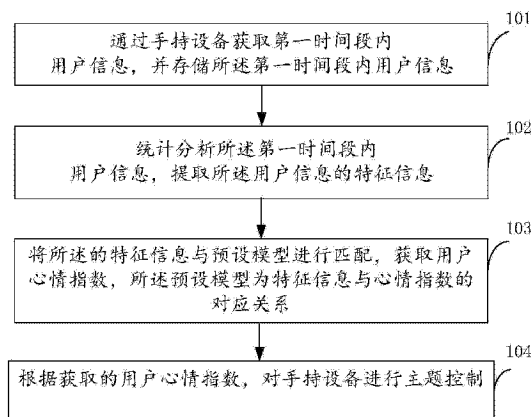 101
通过手持设备获取第一时间段内
用户信息，并存储所述第一时间段内用户信息
102
统计分析所述第一时间段内
用户信息，提取所述用户信息的特征信息
103
将所述的特征信息与预设模型进行匹配，获取用户
心情指数，所述预设模型为特征信息与心情指数的
对应关系
104
根据获取的用户心情指数，对手持设备进行主题控制